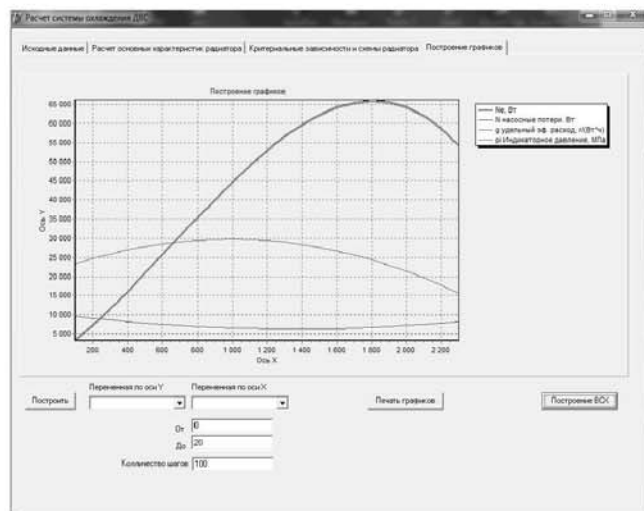 Расчет системы охлаждения ДВС
Исходные данные
Расчет основных характеристик радиатора
Критериальные зависимости и схемы радиатора
Построение графиков
Построение графиков
65 000
60 000
55 000
50 000
45 000
40 000
35 000
30 000
25 000
20 000
15 000
10 000
5 000
Ось Y
200
400
600
800
1 000
1 200
1 400
1 600
1 800
2 000
2 200
Ось X
Ne, Вт
N насосные потери, Вт
g удельный эф. расход, г/(Вт*ч)
pi Индикаторное давление, МПа
Построить
Переменная по оси Y
Переменная по оси X
Печать графиков
Построение ВСХ
От
0
До
20
Колличество шагов
100